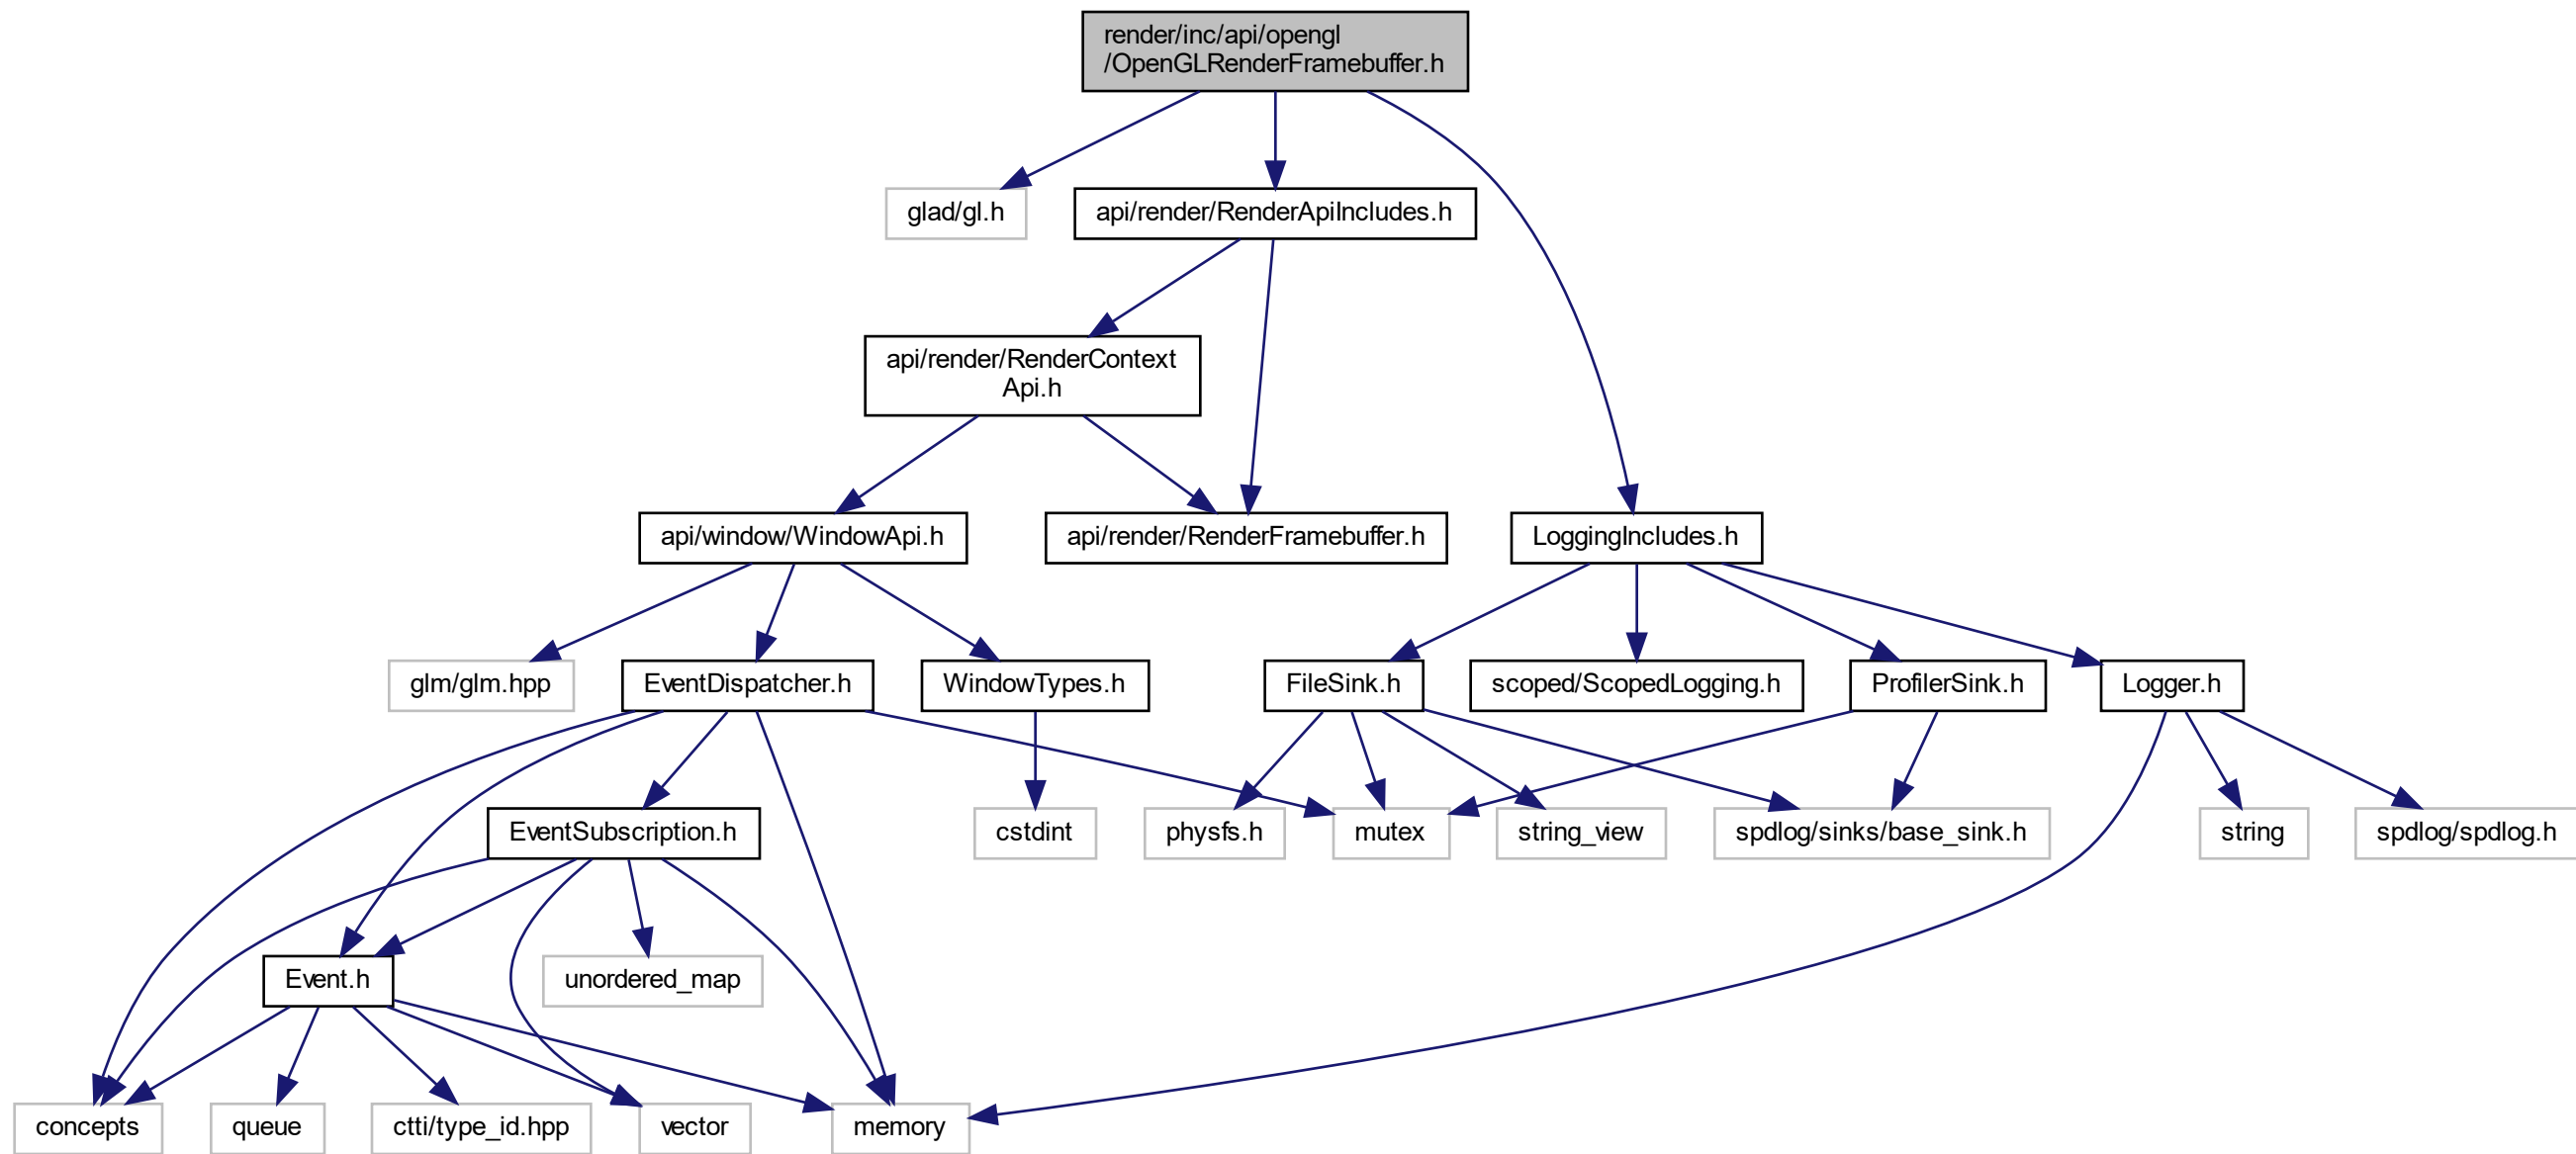 render/inc/api/opengl
/OpenGLRenderFramebuffer.h
glad/gl.h
api/render/RenderApiIncludes.h
api/render/RenderContext
Api.h
api/window/WindowApi.h
api/render/RenderFramebuffer.h
LoggingIncludes.h
glm/glm.hpp
EventDispatcher.h
WindowTypes.h
FileSink.h
scoped/ScopedLogging.h
ProfilerSink.h
Logger.h
EventSubscription.h
cstdint
physfs.h
mutex
string_view
spdlog/sinks/base_sink.h
string
spdlog/spdlog.h
Event.h
unordered_map
concepts
queue
ctti/type_id.hpp
vector
memory